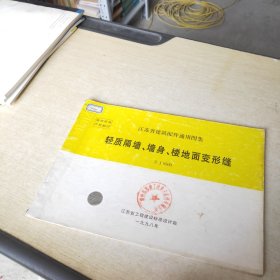 江苏省建筑配件通用图集
轻质隔墙、墙身、楼地面变形缝
江苏省工程建设标准设计站
一九九八年